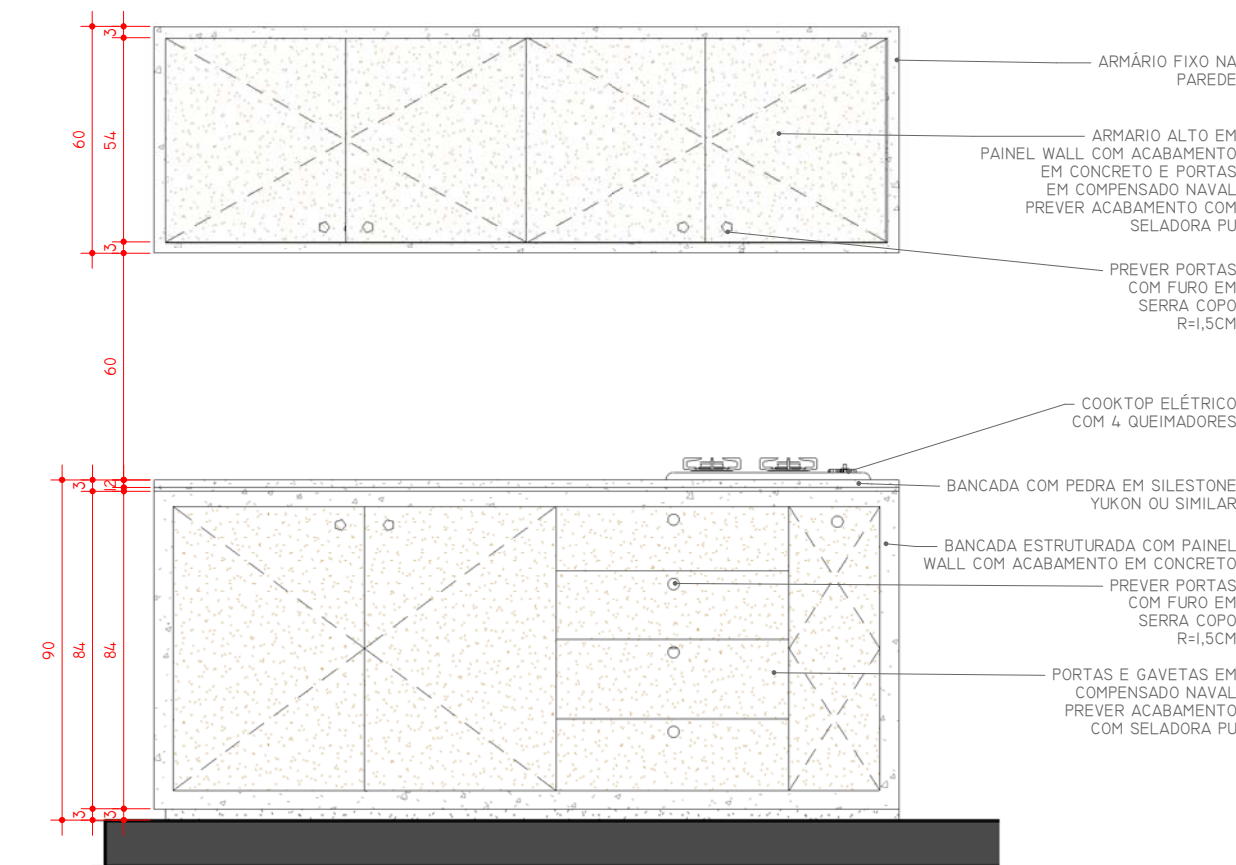 3
60
54
3
60
ARMÁRIO FIXO NA
PAREDE
ARMARIO ALTO EM
PAINEL WALL COM ACABAMENTO
EM CONCRETO E PORTAS
EM COMPENSADO NAVAL
PREVER ACABAMENTO COM
SELADORA PU
PREVER PORTAS
COM FURO EM
SERRA COPO
R=1,5CM
COOKTOP ELÉTRICO
COM 4 QUEIMADORES
BANCADA COM PEDRA EM SILESTONE
YUKON OU SIMILAR
BANCADA ESTRUTURADA COM PAINEL
WALL COM ACABAMENTO EM CONCRETO
PREVER PORTAS
COM FURO EM
SERRA COPO
R=1,5CM
PORTAS E GAVETAS EM
COMPENSADO NAVAL
PREVER ACABAMENTO
COM SELADORA PU
3
1
2
90
84
84
3
3